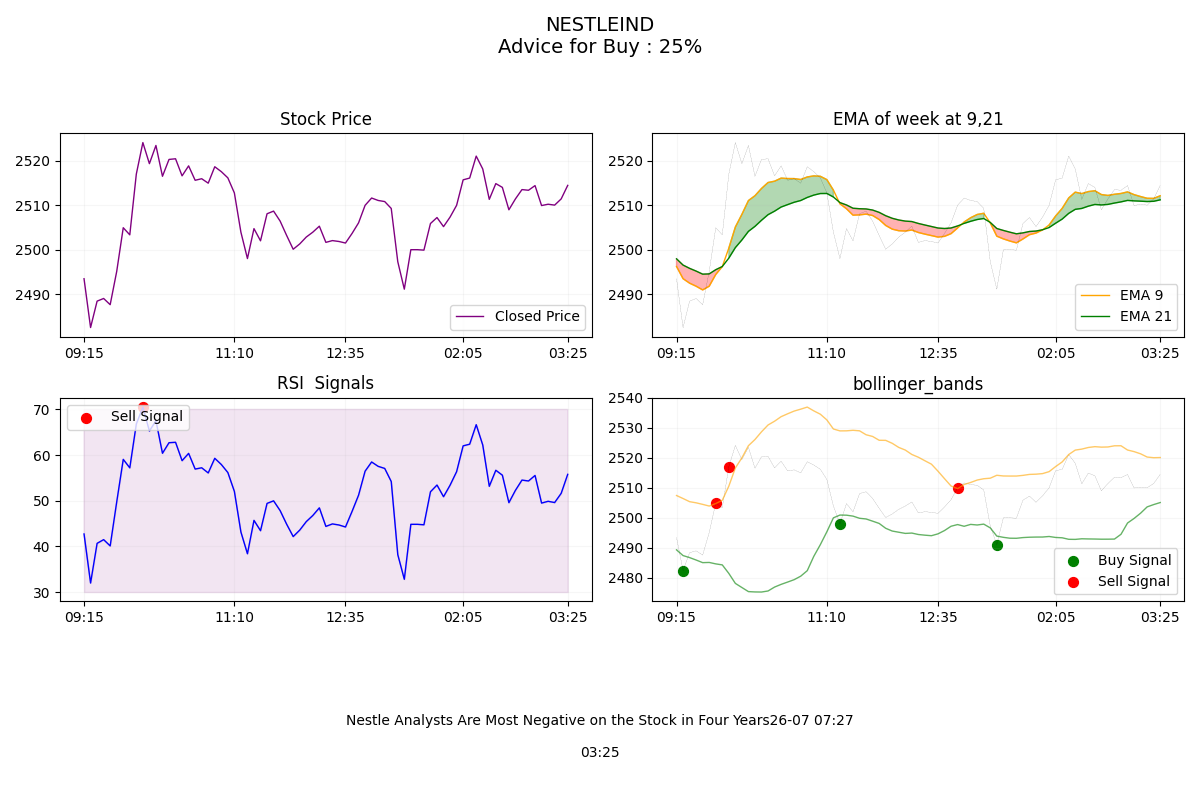 NESTLEIND
Advice for Buy : 25%
Stock Price
2520
2510
2500
2490
Closed Price
09:15 11:10 12:35 02:05 03:25
EMA of week at 9,21
2520
2510
2500
2490
EMA 9
EMA 21
09:15 11:10 12:35 02:05 03:25
RSI  Signals
70
60
50
40
30
Sell Signal
09:15 11:10 12:35 02:05 03:25
bollinger_bands
2540
2530
2520
2510
2500
2490
2480
Buy Signal
Sell Signal
09:15 11:10 12:35 02:05 03:25
Nestle Analysts Are Most Negative on the Stock in Four Years26-07 07:27
03:25